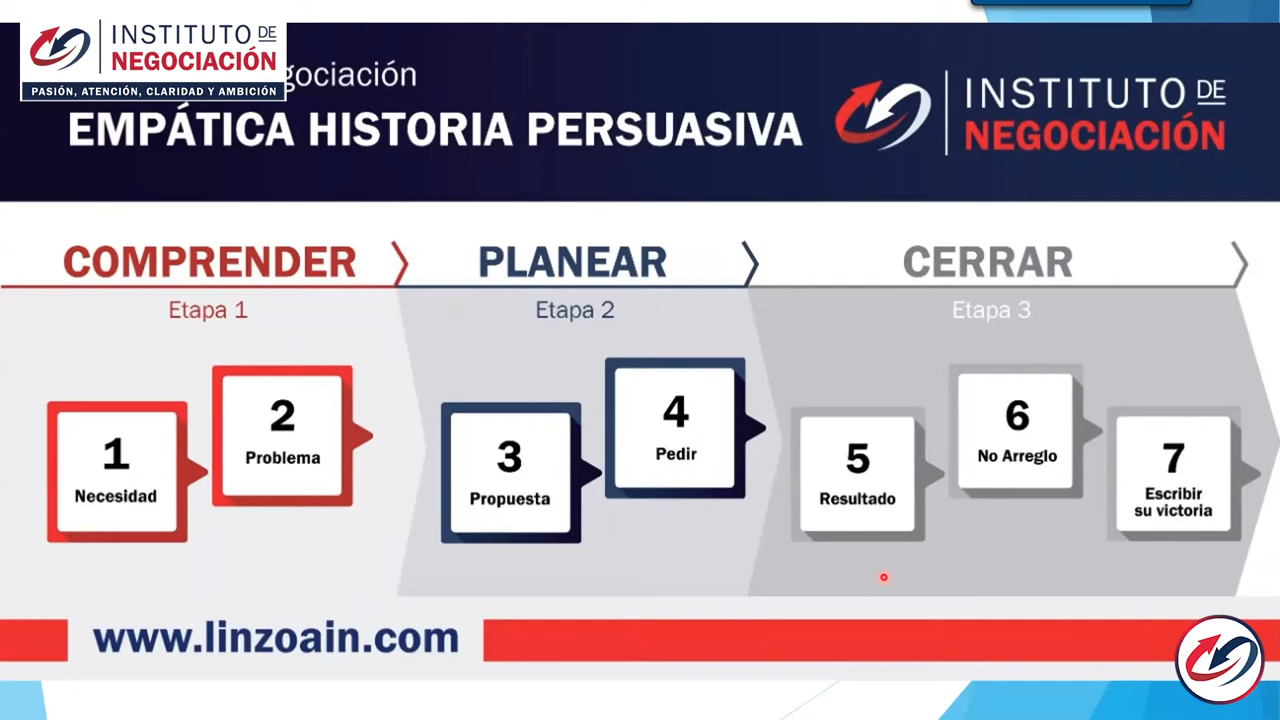 INSTITUTO DE
NEGOCIACIÓN
PASIÓN, ATENCIÓN, CLARIDAD Y AMBICIÓN
gociación
EMPÁTICA HISTORIA PERSUASIVA
INSTITUTO DE
NEGOCIACIÓN
COMPRENDER
Etapa 1
1
Necesidad
2
Problema
PLANEAR
Etapa 2
3
Propuesta
4
Pedir
CERRAR
Etapa 3
5
Resultado
6
No Arreglo
7
Escribir
su victoria
www.linzoain.com